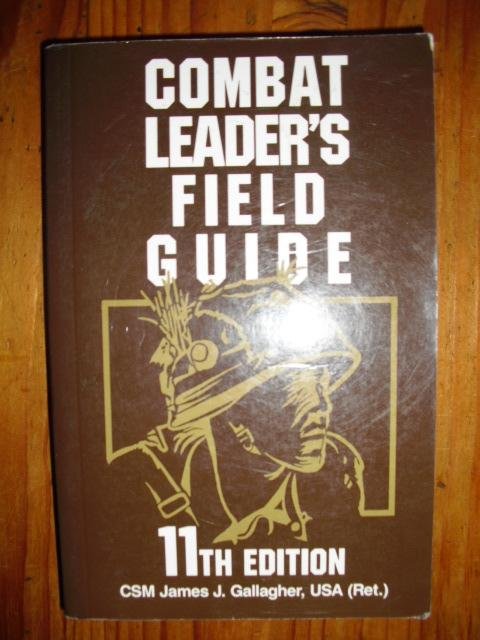 COMBAT
LEADER'S
FIELD
GUIDE
11TH EDITION
CSM James J. Gallagher, USA (Ret.)